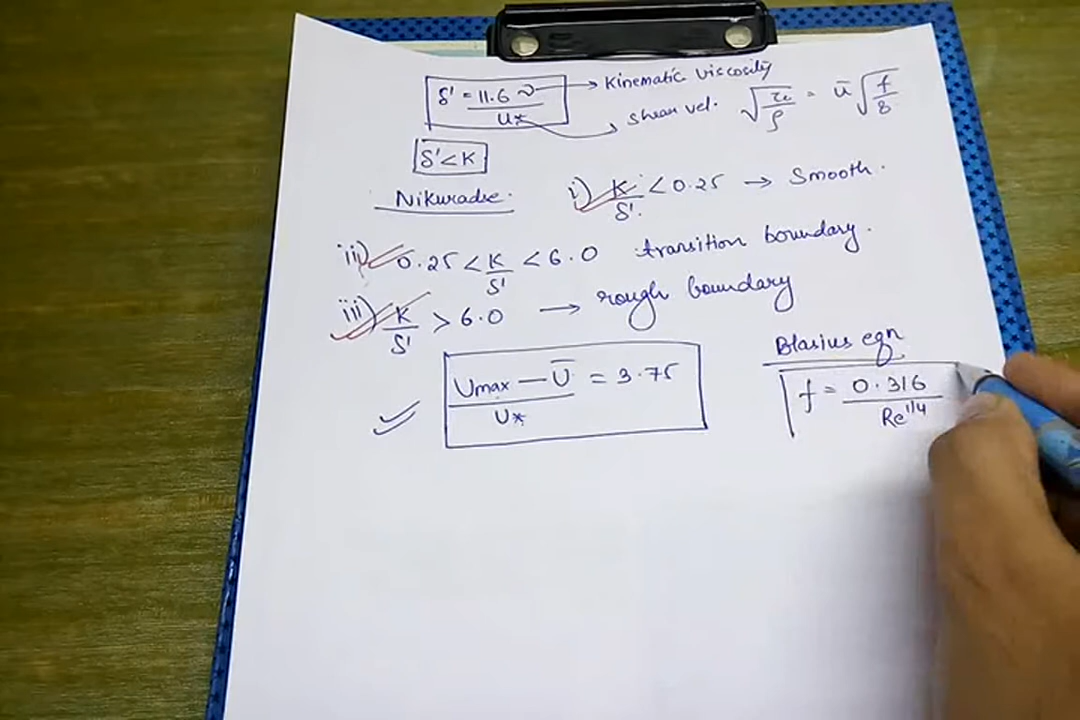 δ' = 11.6 ν / u* → Kinematic viscosity
shear vel. √(τ₀/ρ) = ū √(f/8)
δ' < K
Nikuradse. i) K/δ' < 0.25 → Smooth.
ii) 0.25 < K/δ' < 6.0 transition boundary.
iii) K/δ' > 6.0 → rough boundary
Blasius eqn
Umax — Ū / U* = 3.75
f = 0.316 / Re^1/4